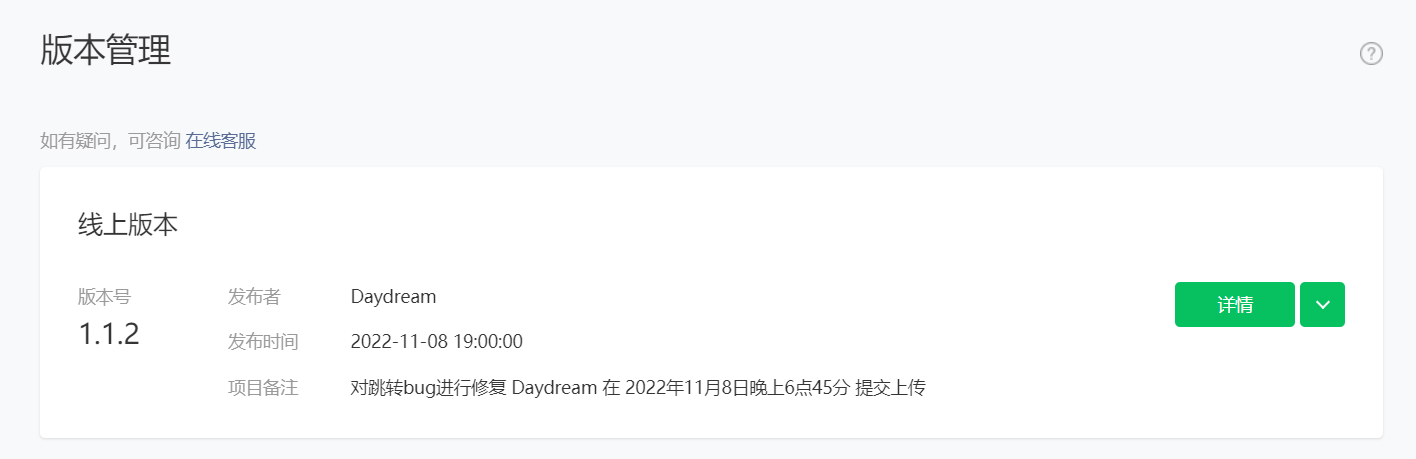 版本管理
?
如有疑问，可咨询 在线客服
线上版本
版本号
1.1.2
发布者 Daydream
发布时间 2022-11-08 19:00:00
项目备注 对跳转bug进行修复 Daydream 在 2022年11月8日晚上6点45分 提交上传
详情